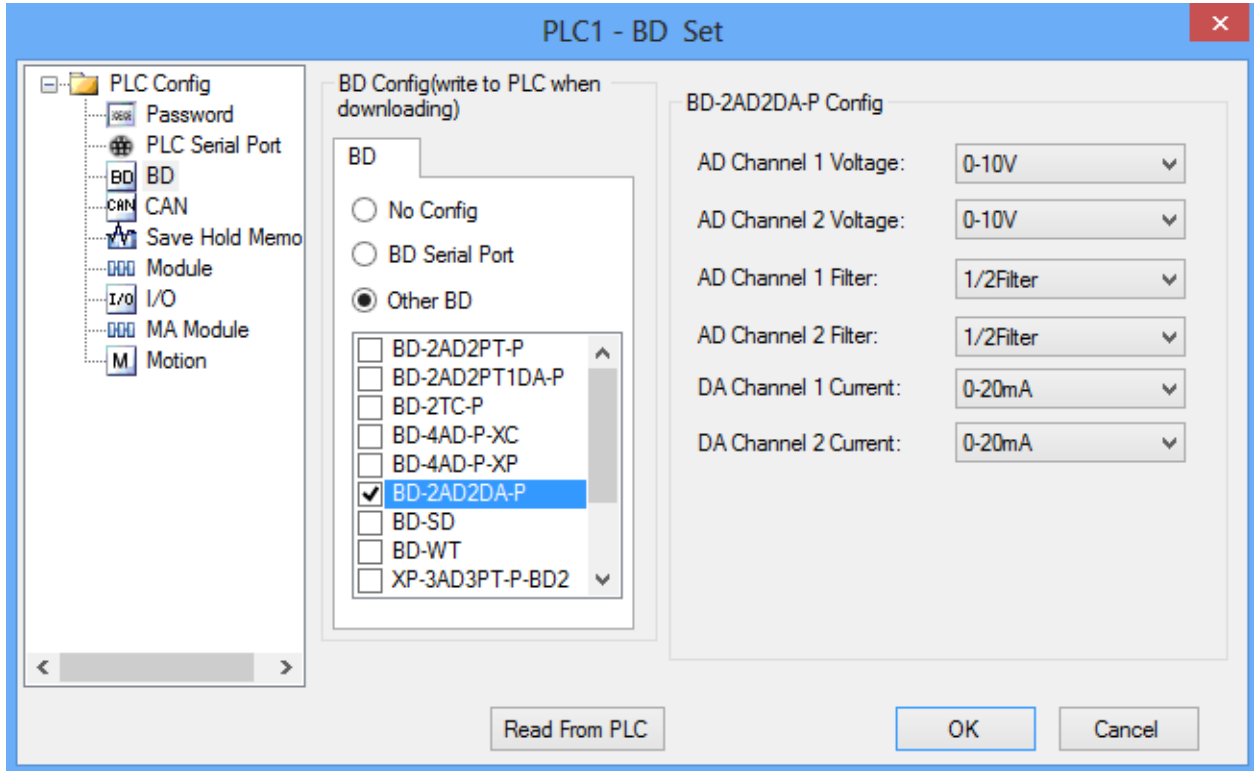 PLC1 - BD Set
PLC Config
Password
PLC Serial Port
BD BD
CAN CAN
Save Hold Memo
Module
I/O I/O
MA Module
M Motion
BD Config(write to PLC when
downloading)
BD
No Config
BD Serial Port
Other BD
BD-2AD2PT-P
BD-2AD2PT1DA-P
BD-2TC-P
BD-4AD-P-XC
BD-4AD-P-XP
BD-2AD2DA-P
BD-SD
BD-WT
XP-3AD3PT-P-BD2
BD-2AD2DA-P Config
AD Channel 1 Voltage: 0-10V
AD Channel 2 Voltage: 0-10V
AD Channel 1 Filter: 1/2Filter
AD Channel 2 Filter: 1/2Filter
DA Channel 1 Current: 0-20mA
DA Channel 2 Current: 0-20mA
Read From PLC
OK
Cancel